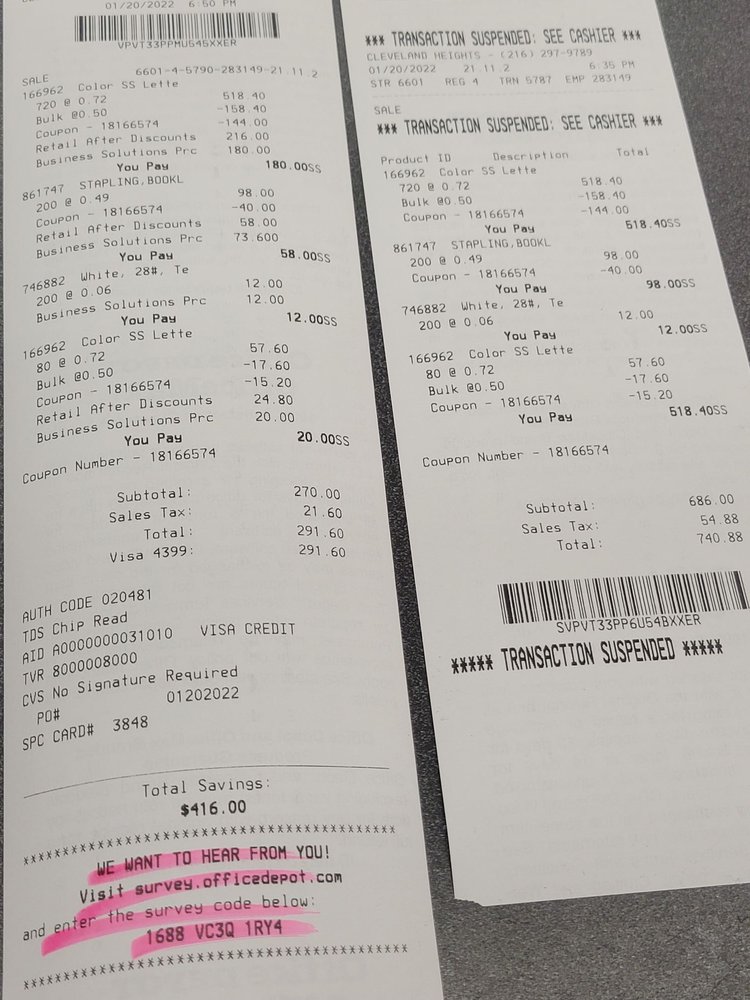 01/20/2022 6:50 PM
VPVT33PPMU545XXER
6601-4-5790-283149-21.11.2
SALE
166962 Color SS Lette
720 @ 0.72 518.40
Bulk @0.50 -158.40
Coupon - 18166574 -144.00
Retail After Discounts 216.00
Business Solutions Prc 180.00
You Pay 180.00SS
861747 STAPLING,BOOKL
200 @ 0.49 98.00
Coupon - 18166574 -40.00
Retail After Discounts 58.00
Business Solutions Prc 73.600
You Pay 58.00SS
746882 White, 28#, Te
200 @ 0.06 12.00
Business Solutions Prc 12.00
You Pay 12.00SS
166962 Color SS Lette
80 @ 0.72 57.60
Bulk @0.50 -17.60
Coupon - 18166574 -15.20
Retail After Discounts 24.80
Business Solutions Prc 20.00
You Pay 20.00SS
Coupon Number - 18166574
Subtotal: 270.00
Sales Tax: 21.60
Total: 291.60
Visa 4399: 291.60
AUTH CODE 020481
TDS Chip Read
AID A0000000031010 VISA CREDIT
TVR 8000008000
CVS No Signature Required
PO# 01202022
SPC CARD# 3848
Total Savings:
$416.00
WE WANT TO HEAR FROM YOU!
Visit survey.officedepot.com
and enter the survey code below:
1688 VC3Q 1RY4
*** TRANSACTION SUSPENDED: SEE CASHIER ***
CLEVELAND HEIGHTS - (216) 297-9789
01/20/2022 21.11.2 6:35 PM
STR 6601 REG 4 TRN 5787 EMP 283149
SALE
*** TRANSACTION SUSPENDED: SEE CASHIER ***
Product ID Description Total
166962 Color SS Lette
720 @ 0.72 518.40
Bulk @0.50 -158.40
Coupon - 18166574 -144.00
You Pay 518.40SS
861747 STAPLING,BOOKL
200 @ 0.49 98.00
Coupon - 18166574 -40.00
You Pay 98.00SS
746882 White, 28#, Te
200 @ 0.06 12.00
You Pay 12.00SS
166962 Color SS Lette
80 @ 0.72 57.60
Bulk @0.50 -17.60
Coupon - 18166574 -15.20
You Pay 518.40SS
Coupon Number - 18166574
Subtotal: 686.00
Sales Tax: 54.88
Total: 740.88
SVPVT33PP6U54BXXER
***** TRANSACTION SUSPENDED *****